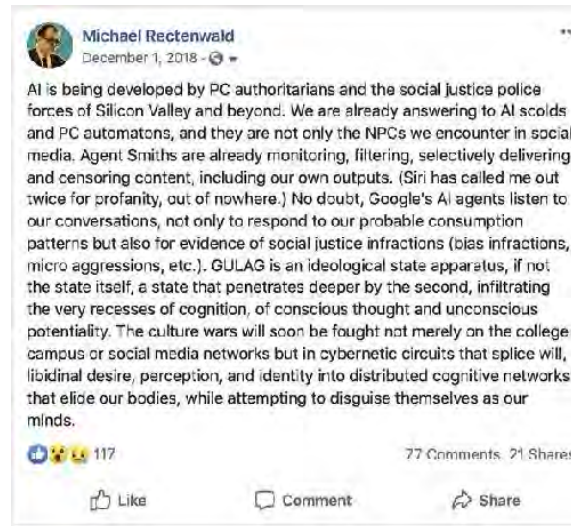 Michael Rectenwald
December 1, 2018
AI is being developed by PC authoritarians and the social justice police
forces of Silicon Valley and beyond. We are already answering to AI scolds
and PC automatons, and they are not only the NPCs we encounter in social
media. Agent Smiths are already monitoring, filtering, selectively delivering
and censoring content, including our own outputs. (Siri has called me out
twice for profanity, out of nowhere.) No doubt, Google's AI agents listen to
our conversations, not only to respond to our probable consumption
patterns but also for evidence of social justice infractions (bias infractions,
micro aggressions, etc.). GULAG is an ideological state apparatus, if not
the state itself, a state that penetrates deeper by the second, infiltrating
the very recesses of cognition, of conscious thought and unconscious
potentiality. The culture wars will soon be fought not merely on the college
campus or social media networks but in cybernetic circuits that splice will,
libidinal desire, perception, and identity into distributed cognitive networks
that elide our bodies, while attempting to disguise themselves as our
minds.
117 77 Comments 21 Shares
Like Comment Share